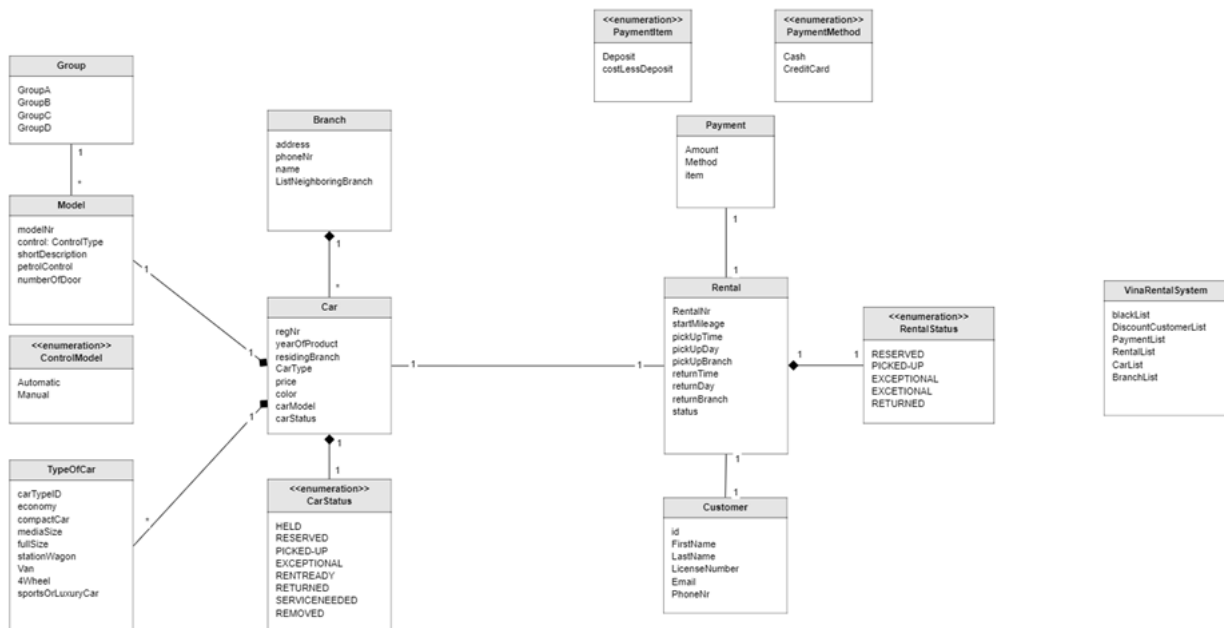 <<enumeration>>
PaymentItem
Deposit
costLessDeposit
<<enumeration>>
PaymentMethod
Cash
CreditCard
Group
GroupA
GroupB
GroupC
GroupD
1
*
Model
modelNr
control: ControlType
shortDescription
petrolControl
numberOfDoor
1
1
<<enumeration>>
ControlModel
Automatic
Manual
TypeOfCar
carTypeID
economy
compactCar
mediaSize
fullSize
stationWagon
Van
4Wheel
sportsOrLuxuryCar
*
1
Branch
address
phoneNr
name
ListNeighboringBranch
1
*
Car
regNr
yearOfProduct
residingBranch
CarType
price
color
carModel
carStatus
1
1
1
1
<<enumeration>>
CarStatus
HELD
RESERVED
PICKED-UP
EXCEPTIONAL
RENTREADY
RETURNED
SERVICENEEDED
REMOVED
Payment
Amount
Method
item
1
1
Rental
RentalNr
startMileage
pickUpTime
pickUpDay
pickUpBranch
returnTime
returnDay
returnBranch
status
1
1
<<enumeration>>
RentalStatus
RESERVED
PICKED-UP
EXCEPTIONAL
EXCETIONAL
RETURNED
1
1
Customer
id
FirstName
LastName
LicenseNumber
Email
PhoneNr
VinaRentalSystem
blackList
DiscountCustomerList
PaymentList
RentalList
CarList
BranchList